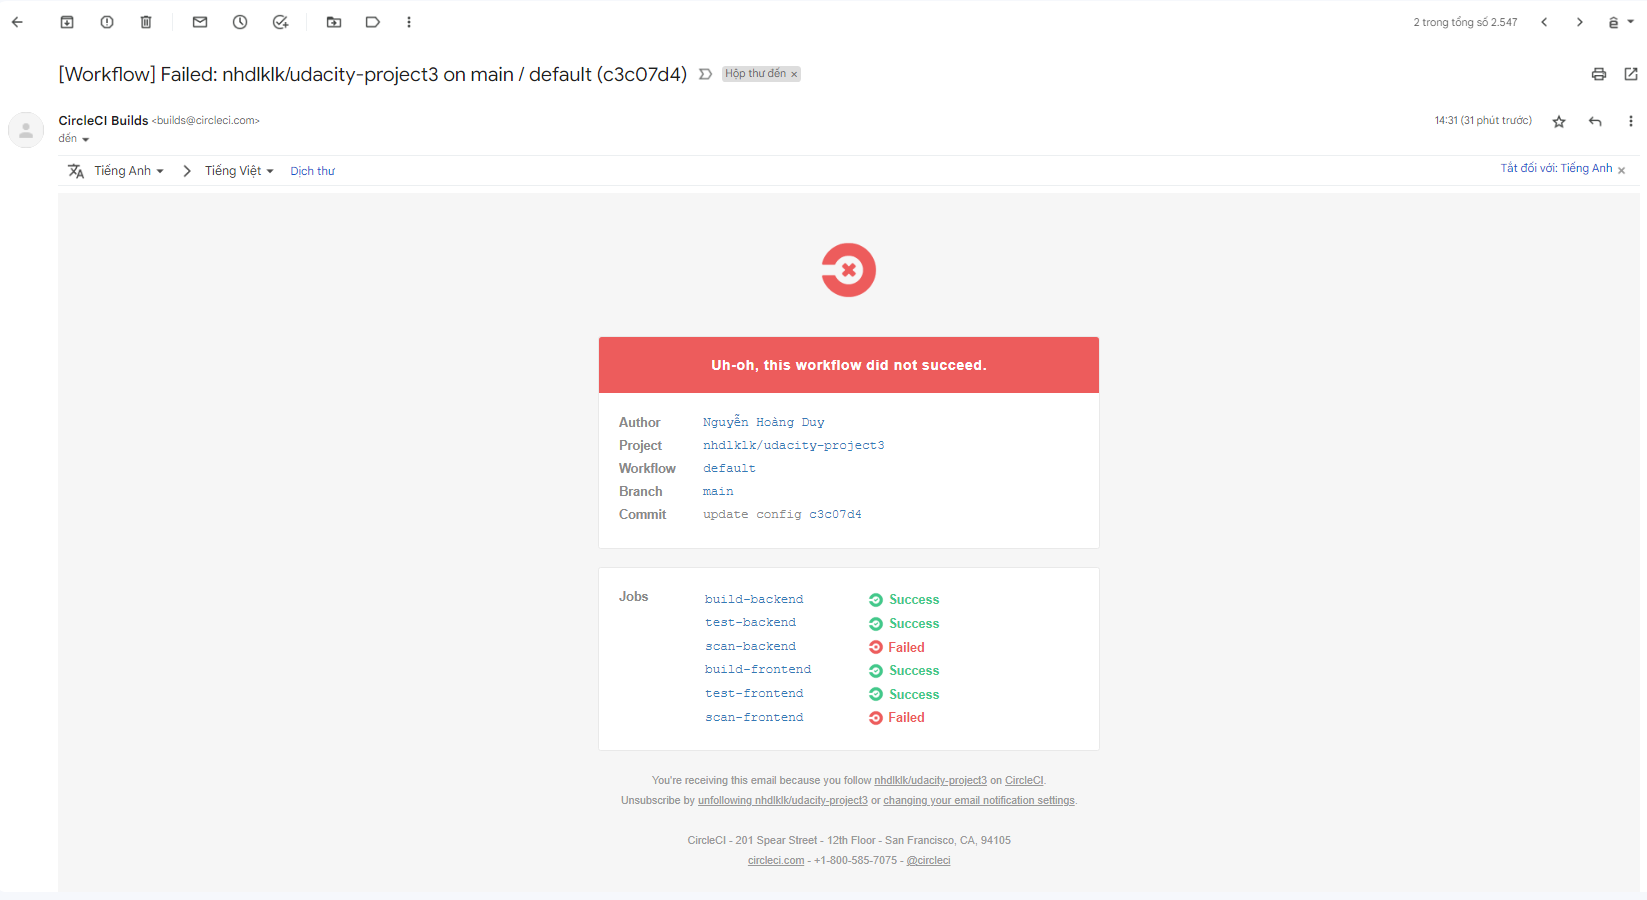 2 trong tổng số 2.547
[Workflow] Failed: nhdlklk/udacity-project3 on main / default (c3c07d4) Hộp thư đến ×
CircleCI Builds <builds@circleci.com> 14:31 (31 phút trước)
đến
Tiếng Anh Tiếng Việt Dịch thư Tắt đối với: Tiếng Anh ×
Uh-oh, this workflow did not succeed.
Author Nguyễn Hoàng Duy
Project nhdlklk/udacity-project3
Workflow default
Branch main
Commit update config c3c07d4
Jobs build-backend Success
test-backend Success
scan-backend Failed
build-frontend Success
test-frontend Success
scan-frontend Failed
You're receiving this email because you follow nhdlklk/udacity-project3 on CircleCI.
Unsubscribe by unfollowing nhdlklk/udacity-project3 or changing your email notification settings.
CircleCI - 201 Spear Street - 12th Floor - San Francisco, CA, 94105
circleci.com - +1-800-585-7075 - @circleci